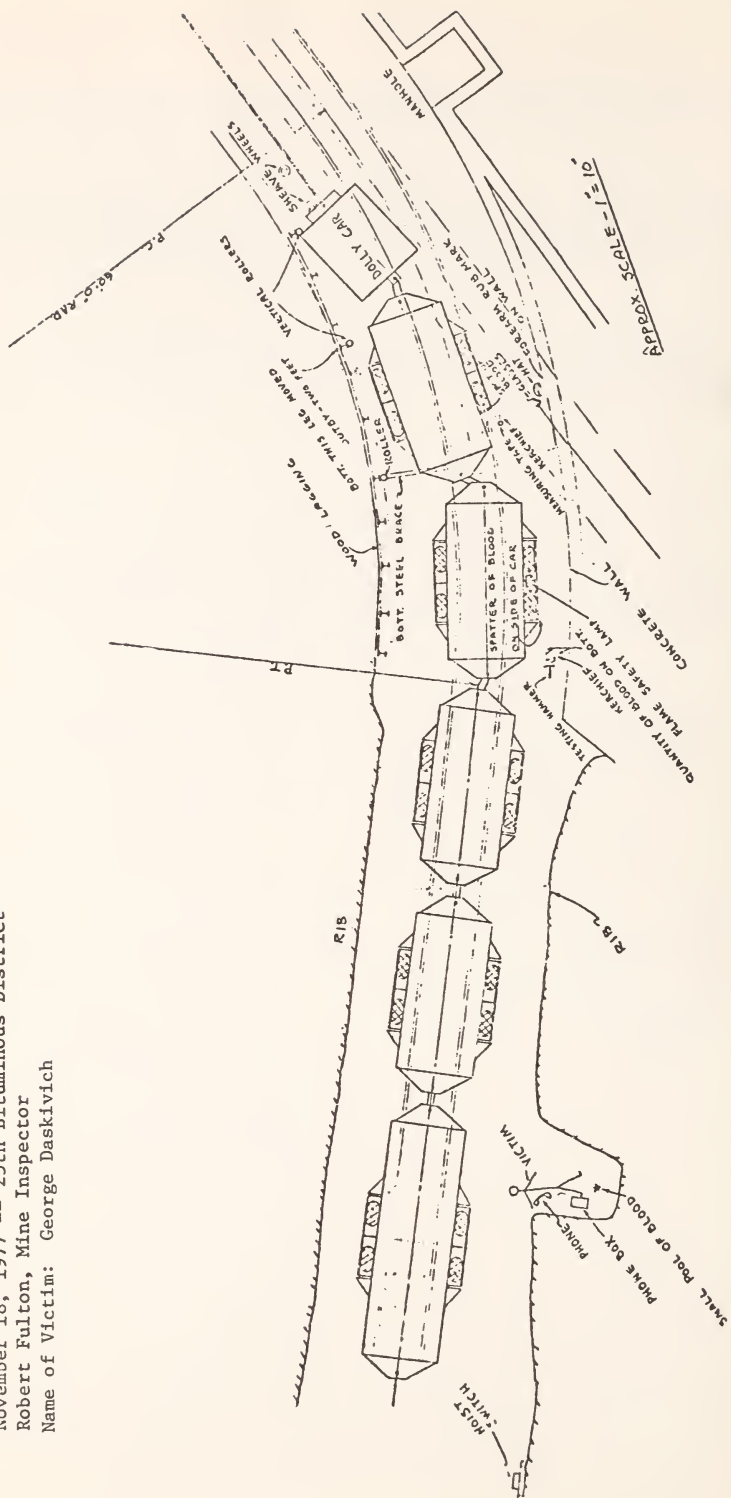 November 18, 1977 -- 25th Bituminous District
Robert Fulton, Mine Inspector
Name of Victim: George Daskivich
60'0" RAD.
P.C.
SHEAVE WHEELS
VERTICAL ROLLERS
DOLLY CAR
MANHOLE
BOTT. THIS LEG MOVED
OUTBY-TWO FEET
WOOD LAGGING
ROLLER
BOTT. STEEL BRACE
FOREARM RUB MARK
ON WALL
HAT
MEASURING TAPE
KERCHIEF
APPROX. SCALE - 1"=10'
P.T.
SPATTER OF BLOOD
ON SIDE OF CAR
CONCRETE WALL
FLAME SAFETY LAMP
QUANTITY OF BLOOD ON BOTT.
KERCHIEF
TESTING HAMMER
RIB
RIB
VICTIM
PHONE
PHONE BOX
SMALL POOL OF BLOOD
HOIST
SWITCH